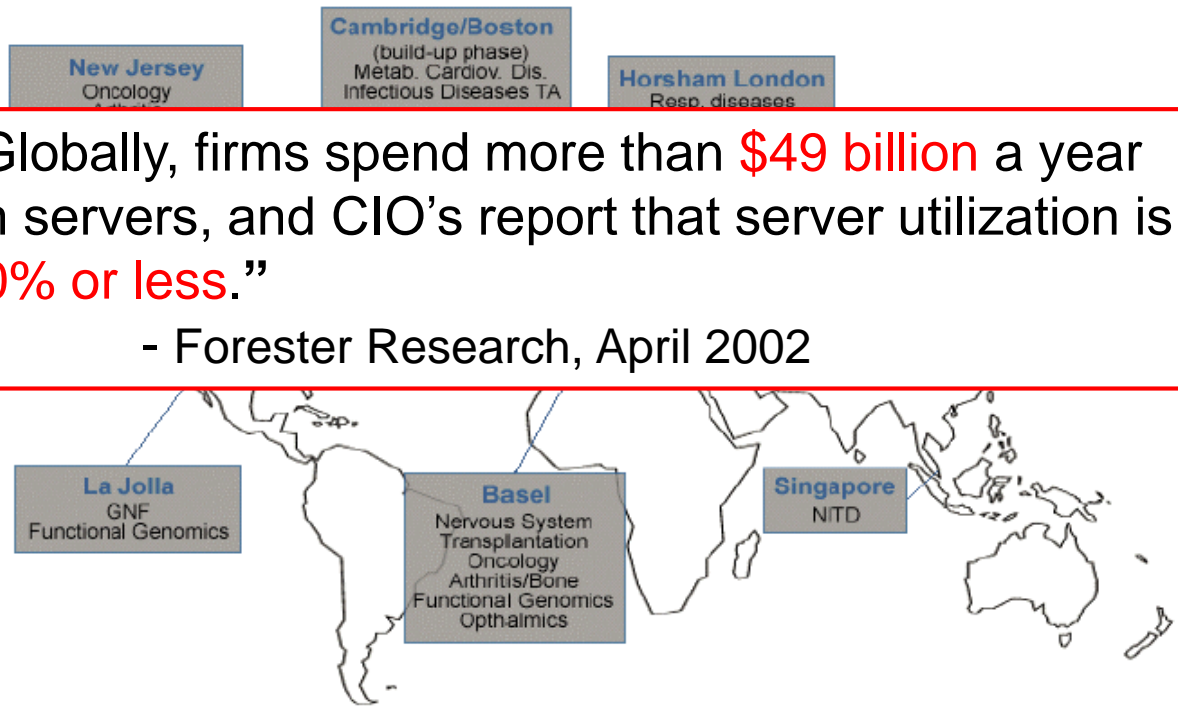 Cambridge/Boston
(build-up phase)
Metab. Cardiov. Dis.
Infectious Diseases TA
New Jersey
Oncology
Horsham London
Resp. diseases
Globally, firms spend more than $49 billion a year
servers, and CIO’s report that server utilization is
0% or less.”
- Forester Research, April 2002
La Jolla
GNF
Functional Genomics
Basel
Nervous System
Transplantation
Oncology
Arthritis/Bone
Functional Genomics
Opthalmics
Singapore
NITD